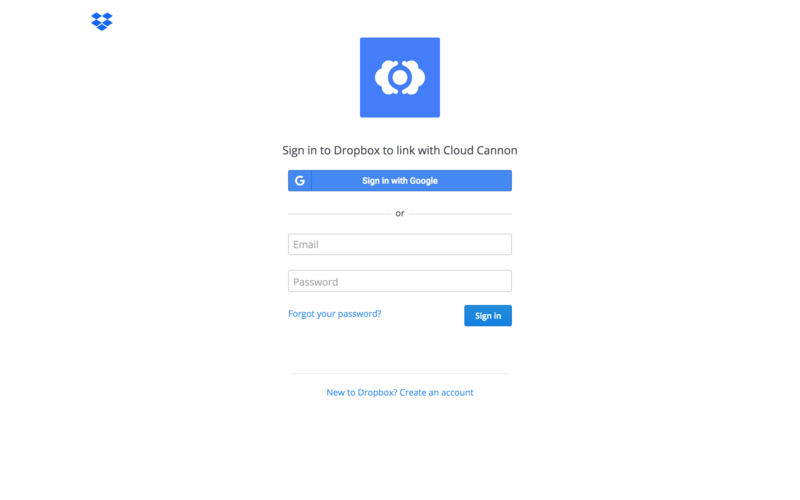 Sign in to Dropbox to link with Cloud Cannon
G Sign in with Google
or
Email
Password
Forgot your password?
Sign in
New to Dropbox? Create an account